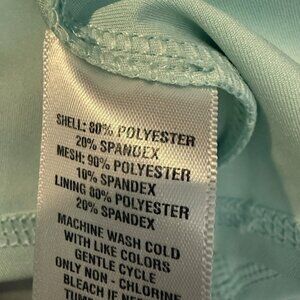 SHELL: 80% POLYESTER
20% SPANDEX
MESH: 90% POLYESTER
10% SPANDEX
LINING 80% POLYESTER
20% SPANDEX
MACHINE WASH COLD
WITH LIKE COLORS
GENTLE CYCLE
ONLY NON - CHLORINE
BLEACH IF